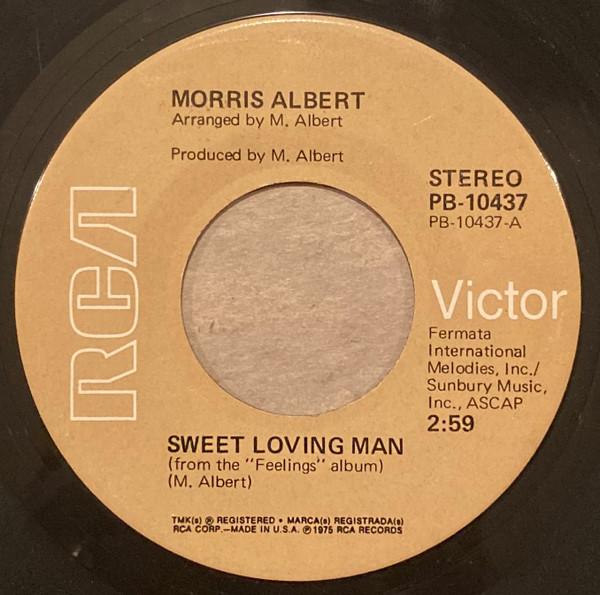 MORRIS ALBERT
Arranged by M. Albert
Produced by M. Albert
STEREO
PB-10437
PB-10437-A
RCA
Victor
Fermata
International
Melodies, Inc./
Sunbury Music,
Inc., ASCAP
2:59
SWEET LOVING MAN
(from the "Feelings" album)
(M. Albert)
TMK(s) ® REGISTERED • MARCA(s) REGISTRADA(s)
RCA CORP.—MADE IN U.S.A. ℗ 1975 RCA RECORDS